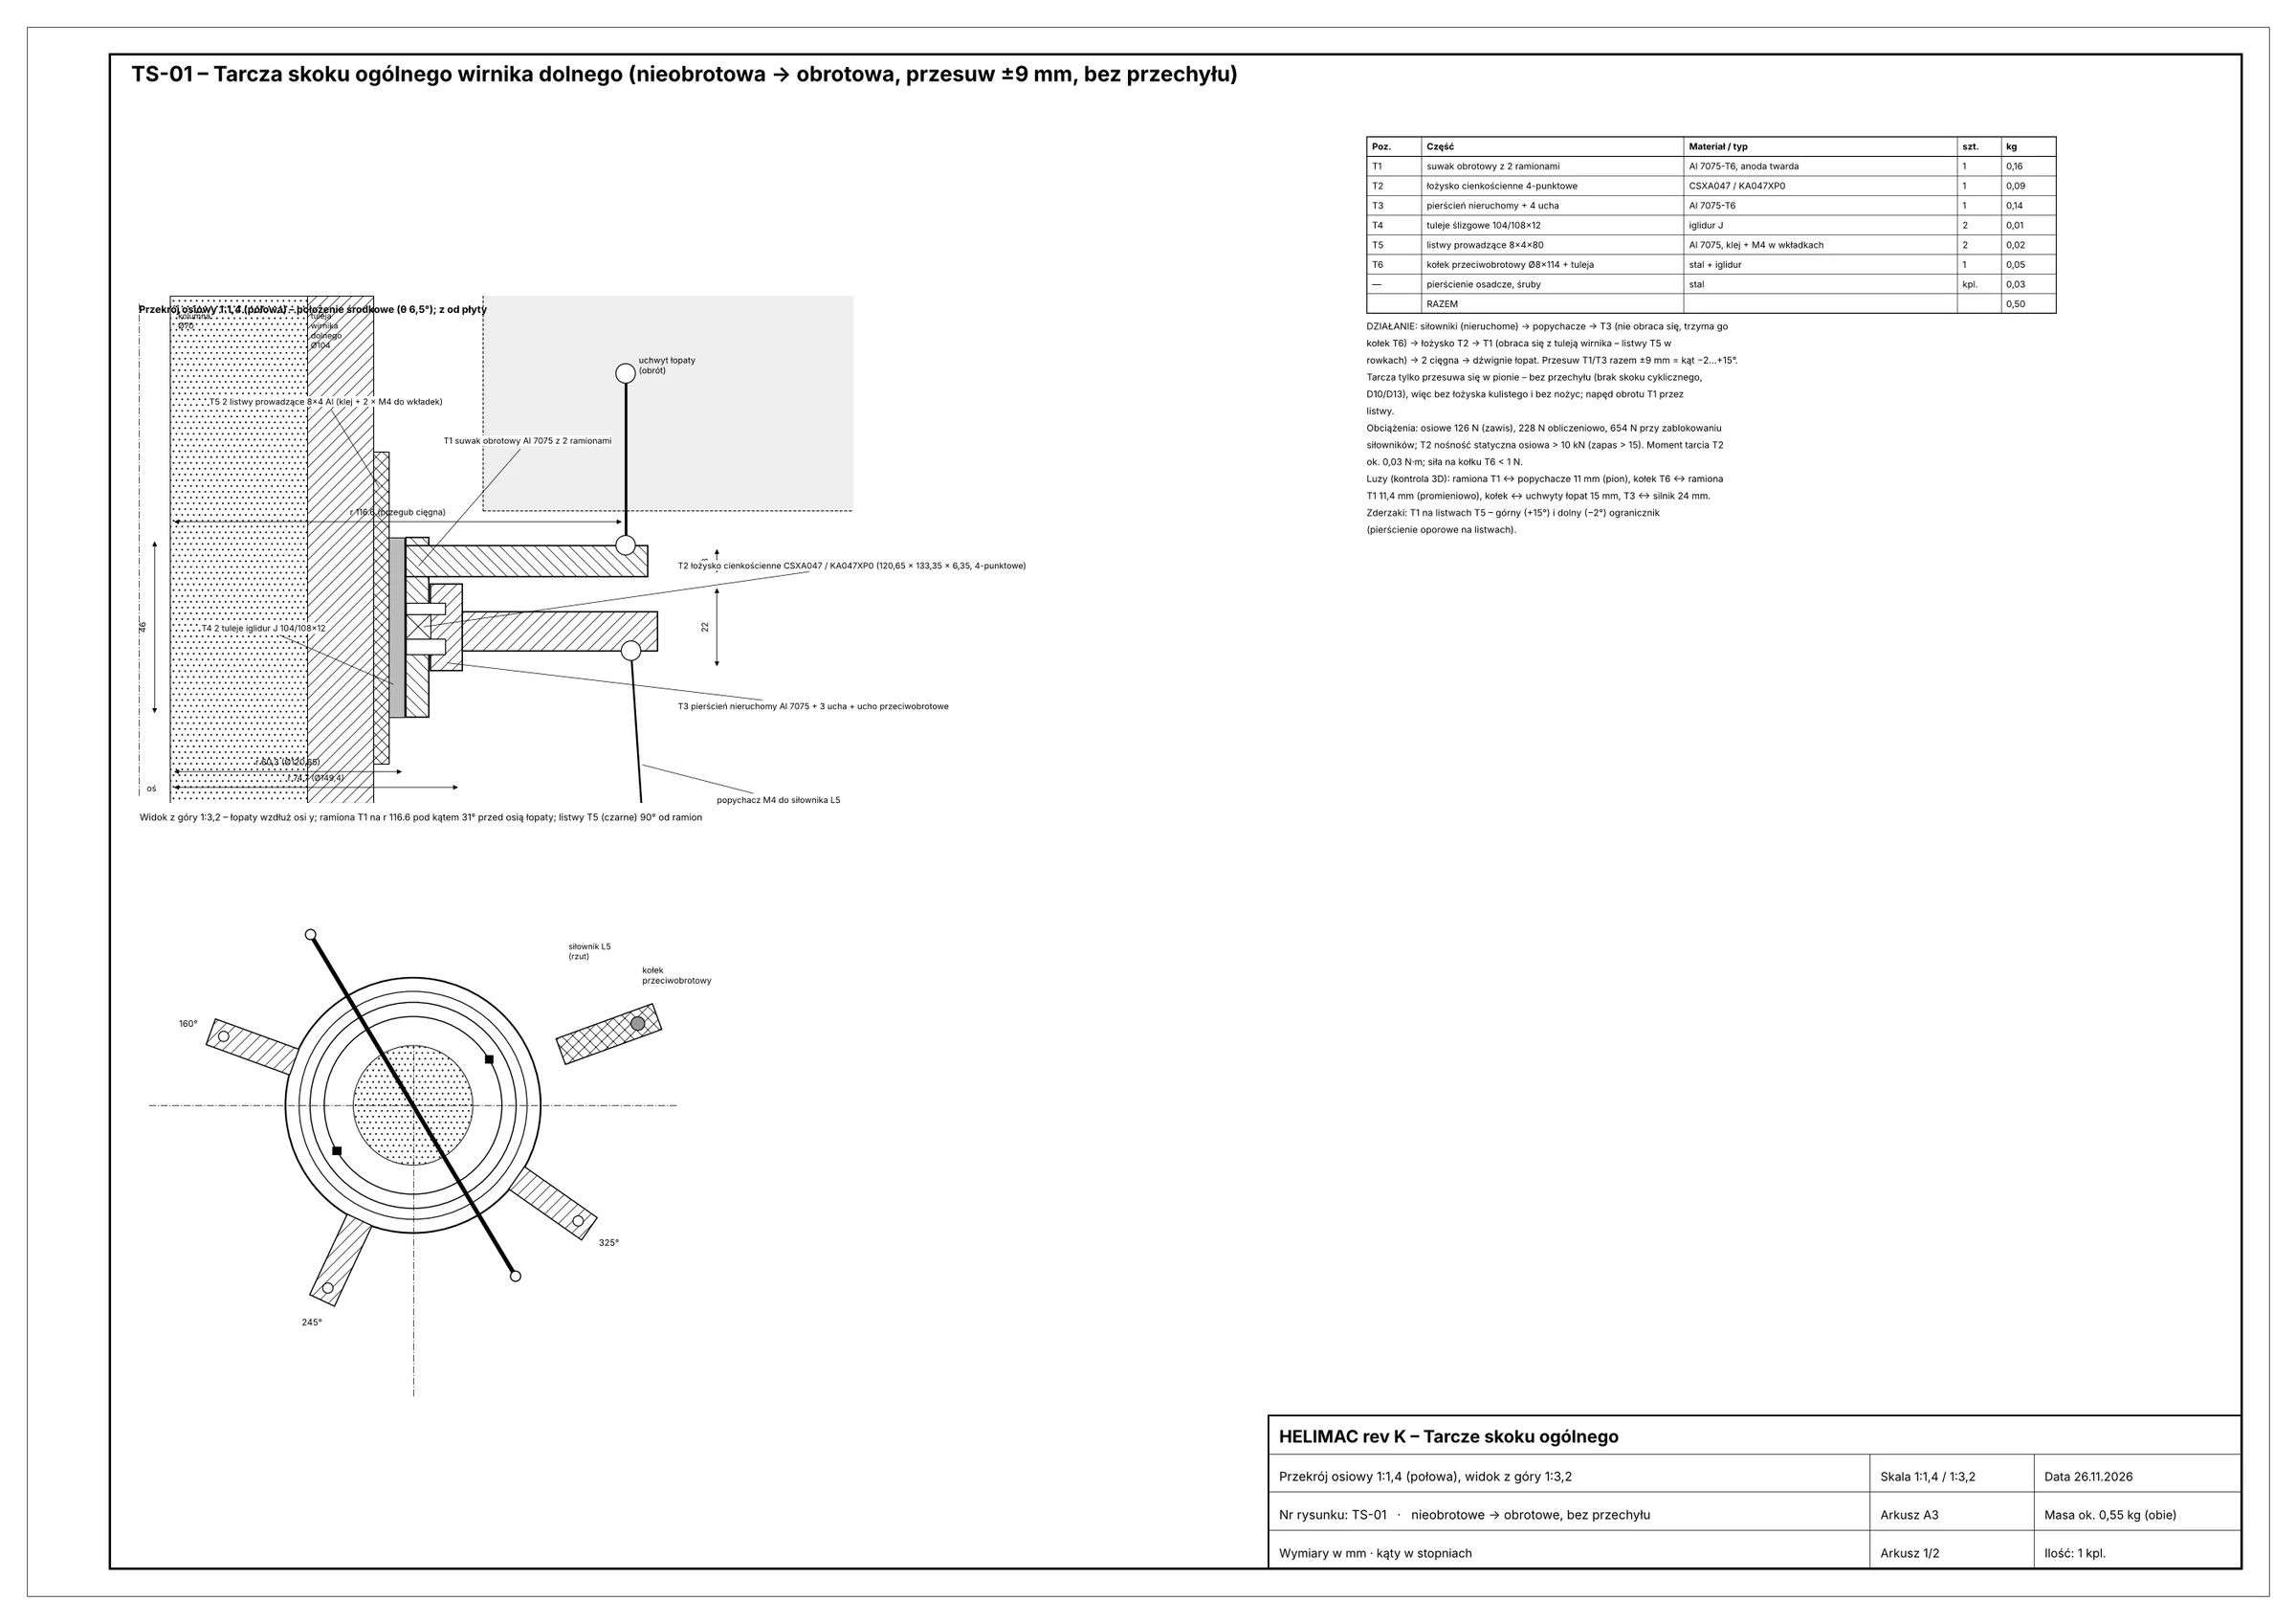 TS-01 – Tarcza skoku ogólnego wirnika dolnego (nieobrotowa → obrotowa, przesuw ±9 mm, bez przechyłu)
Przekrój osiowy 1:1,4 (połowa) – położenie środkowe (θ 6,5°); z od płyty
kolumna
Ø70
tuleja
wirnika
dolnego
Ø104
uchwyt łopaty
(obrót)
T5 2 listwy prowadzące 8×4 Al (klej + 2 × M4 do wkładek)
T1 suwak obrotowy Al 7075 z 2 ramionami
r 116.6 (przegub cięgna)
T2 łożysko cienkościenne CSXA047 / KA047XP0 (120,65 × 133,35 × 6,35, 4-punktowe)
46
22
T4 2 tuleje iglidur J 104/108×12
T3 pierścień nieruchomy Al 7075 + 3 ucha + ucho przeciwobrotowe
r 60,3 (Ø120,65)
r 74,7 (Ø149,4)
oś
popychacz M4 do siłownika L5
Widok z góry 1:3,2 – łopaty wzdłuż osi y; ramiona T1 na r 116.6 pod kątem 31° przed osią łopaty; listwy T5 (czarne) 90° od ramion
siłownik L5
(rzut)
kołek
przeciwobrotowy
160°
325°
245°
Poz. Część Materiał / typ szt. kg
T1 suwak obrotowy z 2 ramionami Al 7075-T6, anoda twarda 1 0,16
T2 łożysko cienkościenne 4-punktowe CSXA047 / KA047XP0 1 0,09
T3 pierścień nieruchomy + 4 ucha Al 7075-T6 1 0,14
T4 tuleje ślizgowe 104/108×12 iglidur J 2 0,01
T5 listwy prowadzące 8×4×80 Al 7075, klej + M4 w wkładkach 2 0,02
T6 kołek przeciwobrotowy Ø8×114 + tuleja stal + iglidur 1 0,05
— pierścienie osadcze, śruby stal kpl. 0,03
RAZEM 0,50
DZIAŁANIE: siłowniki (nieruchome) → popychacze → T3 (nie obraca się, trzyma go
kołek T6) → łożysko T2 → T1 (obraca się z tuleją wirnika – listwy T5 w
rowkach) → 2 cięgna → dźwignie łopat. Przesuw T1/T3 razem ±9 mm = kąt −2…+15°.
Tarcza tylko przesuwa się w pionie – bez przechyłu (brak skoku cyklicznego,
D10/D13), więc bez łożyska kulistego i bez nożyc; napęd obrotu T1 przez
listwy.
Obciążenia: osiowe 126 N (zawis), 228 N obliczeniowo, 654 N przy zablokowaniu
siłowników; T2 nośność statyczna osiowa > 10 kN (zapas > 15). Moment tarcia T2
ok. 0,03 N·m; siła na kołku T6 < 1 N.
Luzy (kontrola 3D): ramiona T1 ↔ popychacze 11 mm (pion), kołek T6 ↔ ramiona
T1 11,4 mm (promieniowo), kołek ↔ uchwyty łopat 15 mm, T3 ↔ silnik 24 mm.
Zderzaki: T1 na listwach T5 – górny (+15°) i dolny (−2°) ogranicznik
(pierścienie oporowe na listwach).
HELIMAC rev K – Tarcze skoku ogólnego
Przekrój osiowy 1:1,4 (połowa), widok z góry 1:3,2 Skala 1:1,4 / 1:3,2 Data 26.11.2026
Nr rysunku: TS-01 · nieobrotowe → obrotowe, bez przechyłu Arkusz A3 Masa ok. 0,55 kg (obie)
Wymiary w mm · kąty w stopniach Arkusz 1/2 Ilość: 1 kpl.